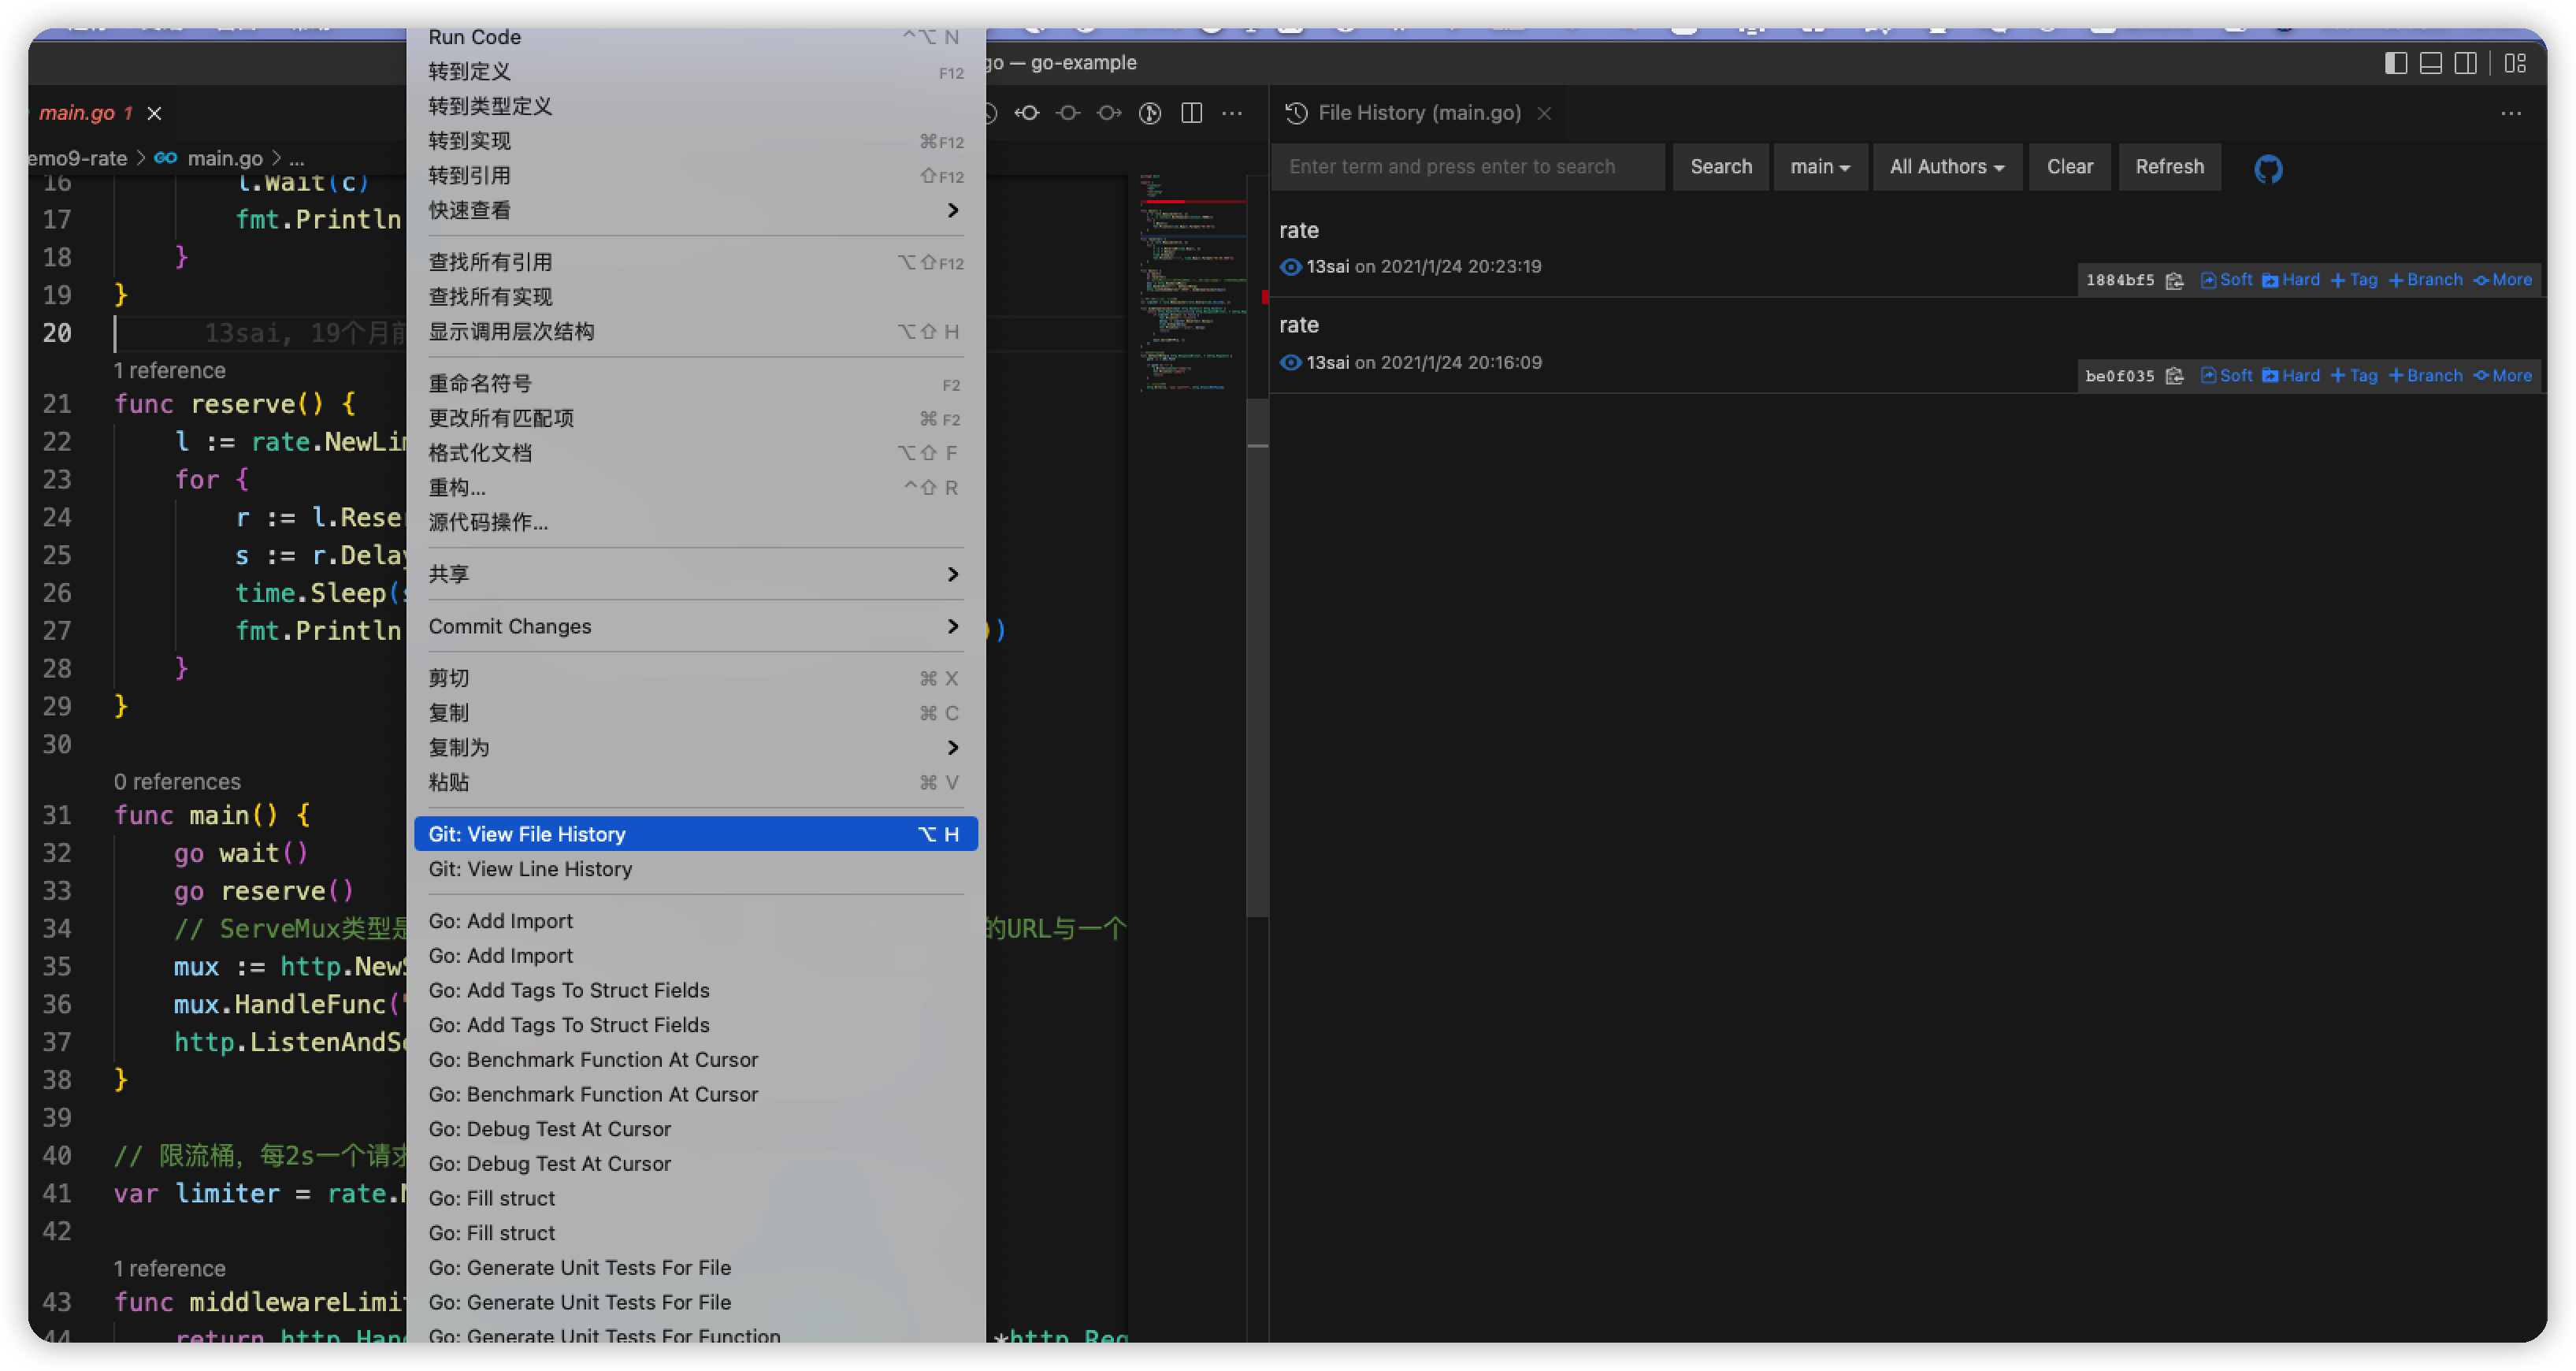 go — go-example
main.go 1
emo9-rate > main.go > ...
16 l.Wait(c)
17 fmt.Println
18 }
19 }
20 13sai, 19个月前
1 reference
21 func reserve() {
22 l := rate.NewLim
23 for {
24 r := l.Reser
25 s := r.Delay
26 time.Sleep(s
27 fmt.Println ))
28 }
29 }
30
0 references
31 func main() {
32 go wait()
33 go reserve()
34 // ServeMux类型是 的URL与一个
35 mux := http.NewS
36 mux.HandleFunc("
37 http.ListenAndSe
38 }
39
40 // 限流桶，每2s一个请求
41 var limiter = rate.N
42
1 reference
43 func middlewareLimit
44 return http.Hand *http.Req
Run Code ^⌥ N
转到定义 F12
转到类型定义
转到实现 ⌘F12
转到引用 ⇧F12
快速查看 >
查找所有引用 ⌥⇧F12
查找所有实现
显示调用层次结构 ⌥⇧ H
重命名符号 F2
更改所有匹配项 ⌘ F2
格式化文档 ⌥⇧ F
重构... ^⇧ R
源代码操作...
共享 >
Commit Changes >
剪切 ⌘ X
复制 ⌘ C
复制为 >
粘贴 ⌘ V
Git: View File History ⌥ H
Git: View Line History
Go: Add Import
Go: Add Import
Go: Add Tags To Struct Fields
Go: Add Tags To Struct Fields
Go: Benchmark Function At Cursor
Go: Benchmark Function At Cursor
Go: Debug Test At Cursor
Go: Debug Test At Cursor
Go: Fill struct
Go: Fill struct
Go: Generate Unit Tests For File
Go: Generate Unit Tests For File
Go: Generate Unit Tests For Function
File History (main.go)
Enter term and press enter to search Search main All Authors Clear Refresh
rate
13sai on 2021/1/24 20:23:19
1884bf5 Soft Hard + Tag + Branch More
rate
13sai on 2021/1/24 20:16:09
be0f035 Soft Hard + Tag + Branch More